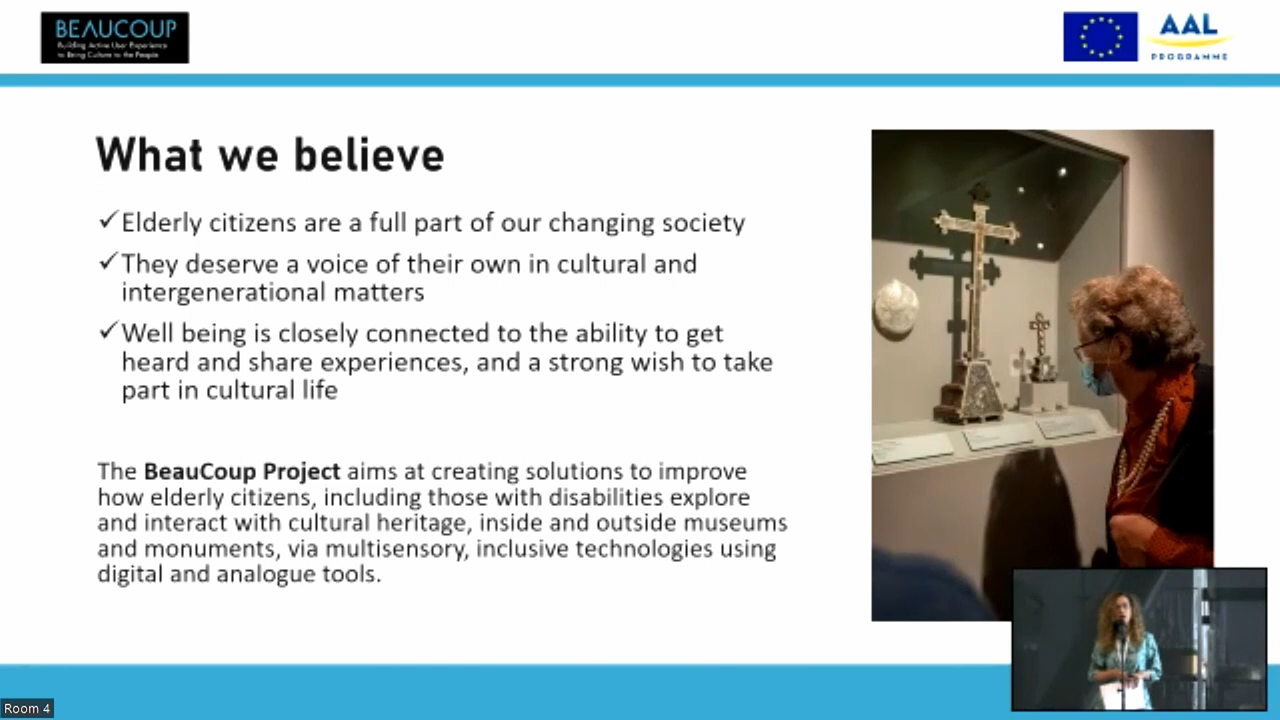 BEAUCOUP
Building Active User Experience
to Bring Culture to the People
AAL
PROGRAMME
What we believe
✓Elderly citizens are a full part of our changing society
✓They deserve a voice of their own in cultural and
intergenerational matters
✓Well being is closely connected to the ability to get
heard and share experiences, and a strong wish to take
part in cultural life
The BeauCoup Project aims at creating solutions to improve
how elderly citizens, including those with disabilities explore
and interact with cultural heritage, inside and outside museums
and monuments, via multisensory, inclusive technologies using
digital and analogue tools.
Room 4